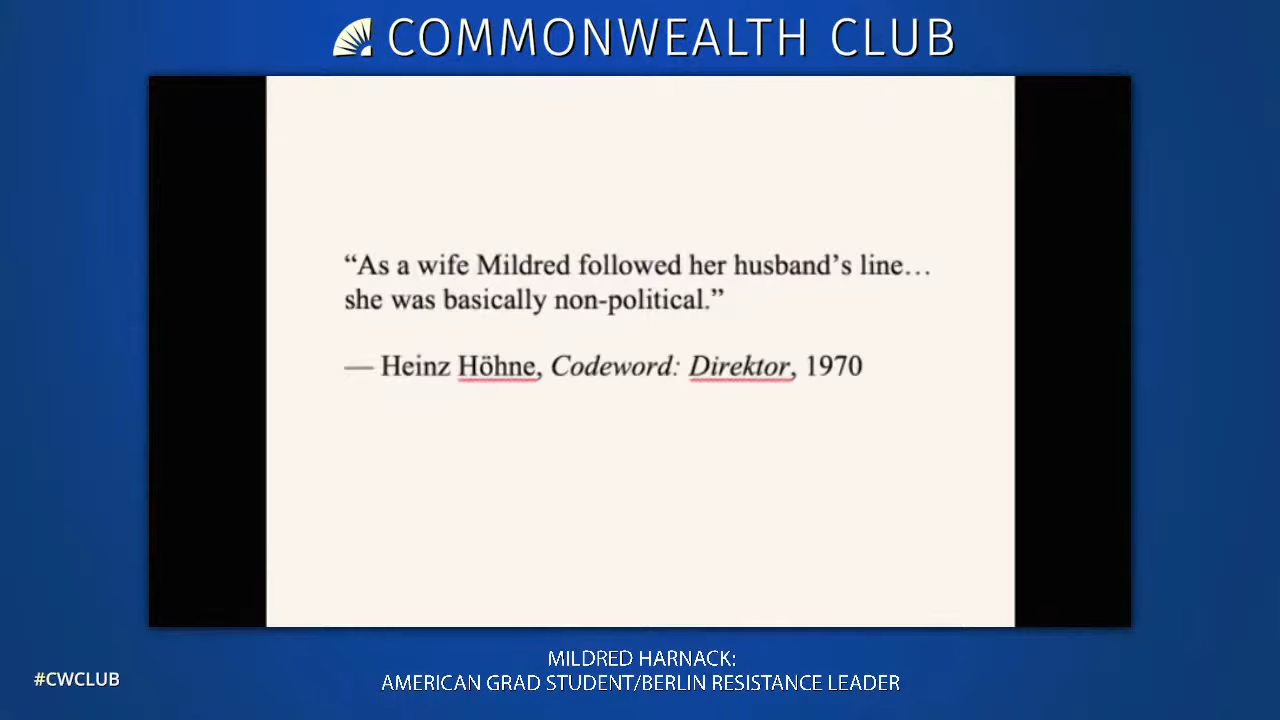 COMMONWEALTH CLUB
“As a wife Mildred followed her husband’s line…
she was basically non-political.”
— Heinz Höhne, Codeword: Direktor, 1970
MILDRED HARNACK:
#CWCLUB
AMERICAN GRAD STUDENT/BERLIN RESISTANCE LEADER